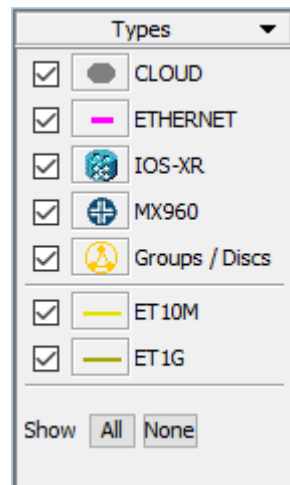 Types
CLOUD
ETHERNET
IOS-XR
MX960
Groups / Discs
ET10M
ET1G
Show All None